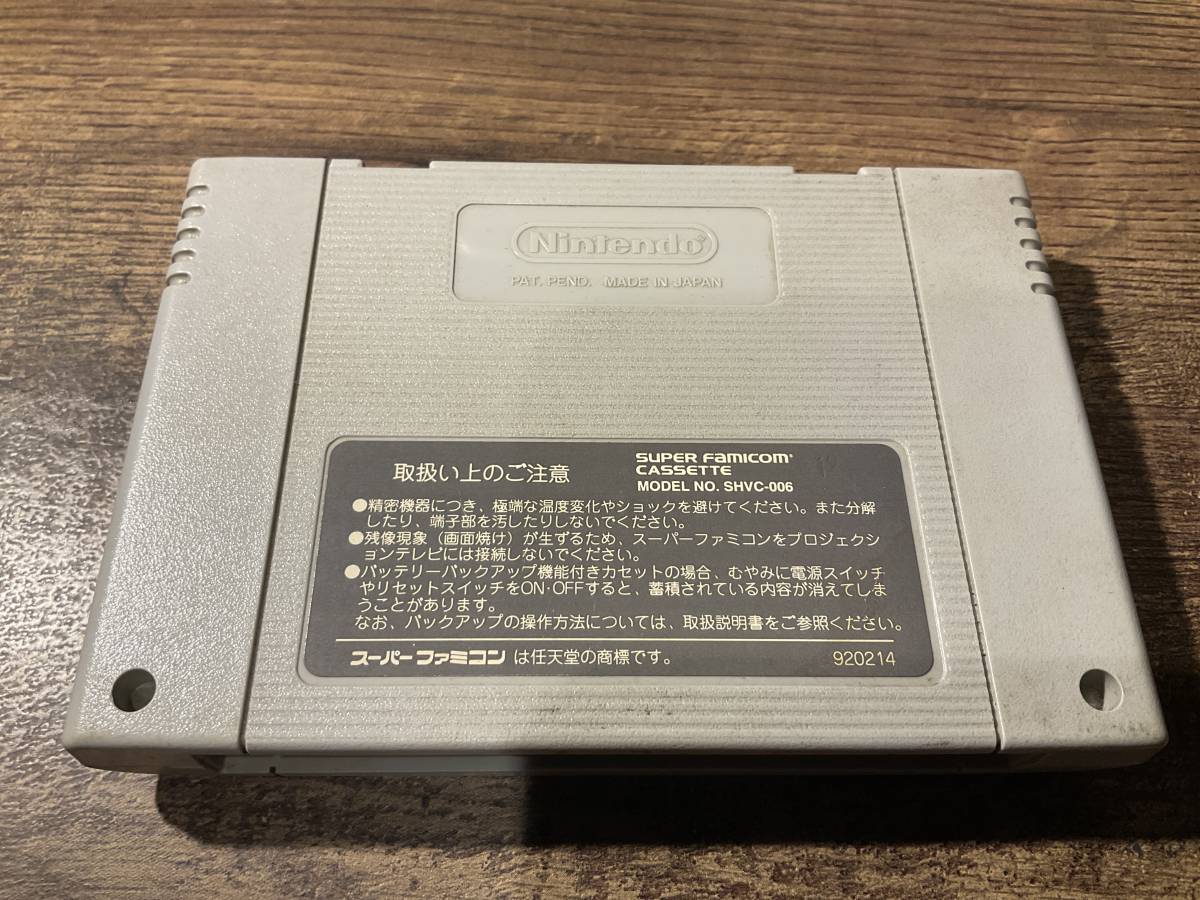 Nintendo®
PAT. PEND. MADE IN JAPAN
取扱い上のご注意
SUPER FAMICOM®
CASSETTE
MODEL NO. SHVC-006
12
●精密機器につき、極端な温度変化やショックを避けてください。また分解
したり、端子部を汚したりしないでください。
●残像現象(画面焼け)が生ずるため、スーパーファミコンをプロジェクシ
ョンテレビには接続しないでください。
●バッテリーバックアップ機能付きカセットの場合、むやみに電源スイッチ
やリセットスイッチをON・OFFすると、蓄積されている内容が消えてしま
うことがあります。
なお、バックアップの操作方法については、取扱説明書をご参照ください。
スーパーファミコン は任天堂の商標です。
920214